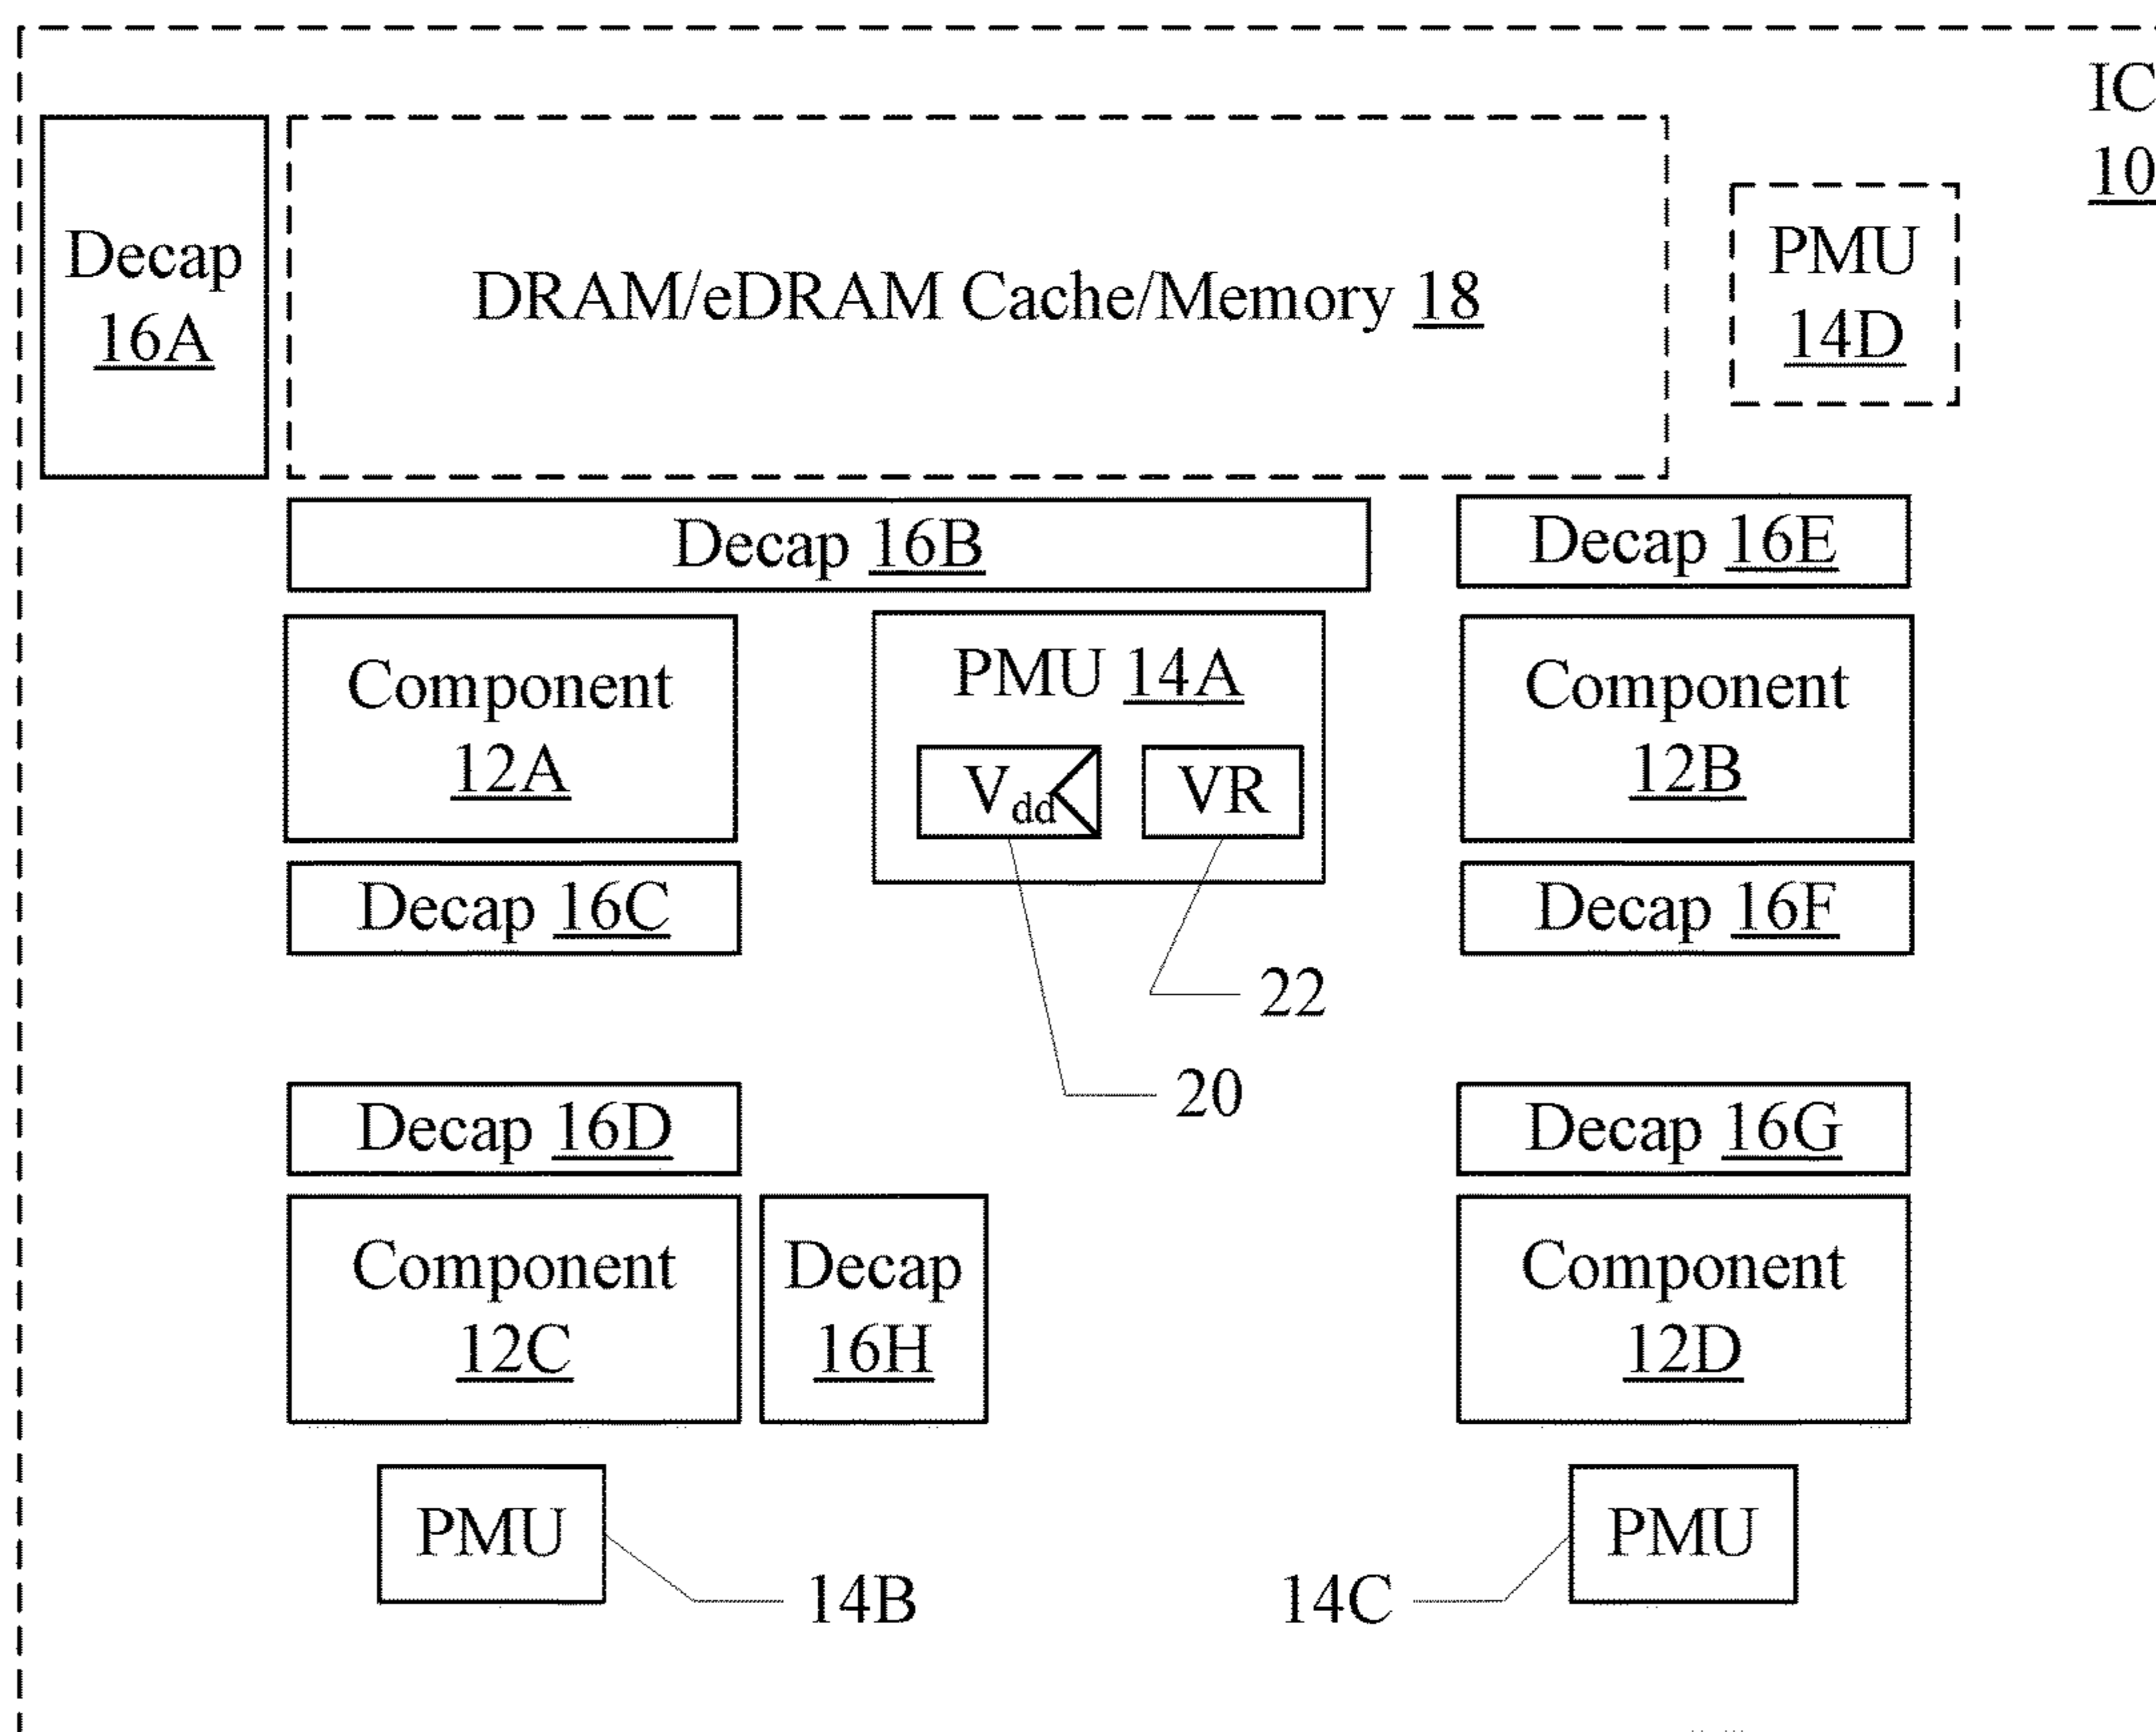 IC
10
Decap
16A
DRAM/eDRAM Cache/Memory 18
PMU
14D
Decap 16B
Decap 16E
Component
12A
PMU 14A
Vdd
VR
Component
12B
Decap 16C
Decap 16F
22
20
Decap 16D
Decap 16G
Component
12C
Decap
16H
Component
12D
PMU
14B
14C
PMU